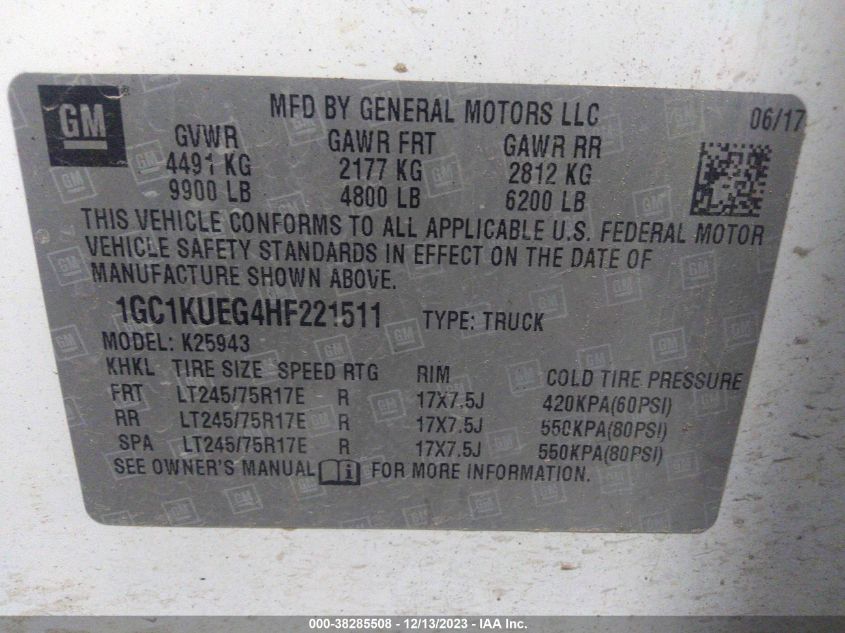 GM
MFD BY GENERAL MOTORS LLC 06/17
GVWR GAWR FRT GAWR RR
4491 KG 2177 KG 2812 KG
9900 LB 4800 LB 6200 LB
THIS VEHICLE CONFORMS TO ALL APPLICABLE U.S. FEDERAL MOTOR
VEHICLE SAFETY STANDARDS IN EFFECT ON THE DATE OF
MANUFACTURE SHOWN ABOVE.
1GC1KUEG4HF221511 TYPE: TRUCK
MODEL: K25943
KHKL TIRE SIZE SPEED RTG RIM COLD TIRE PRESSURE
FRT LT245/75R17E R 17X7.5J 420KPA(60PSI)
RR LT245/75R17E R 17X7.5J 550KPA(80PSI)
SPA LT245/75R17E R 17X7.5J 550KPA(80PSI)
SEE OWNER'S MANUAL FOR MORE INFORMATION.
000-38285508 - 12/13/2023 - IAA Inc.